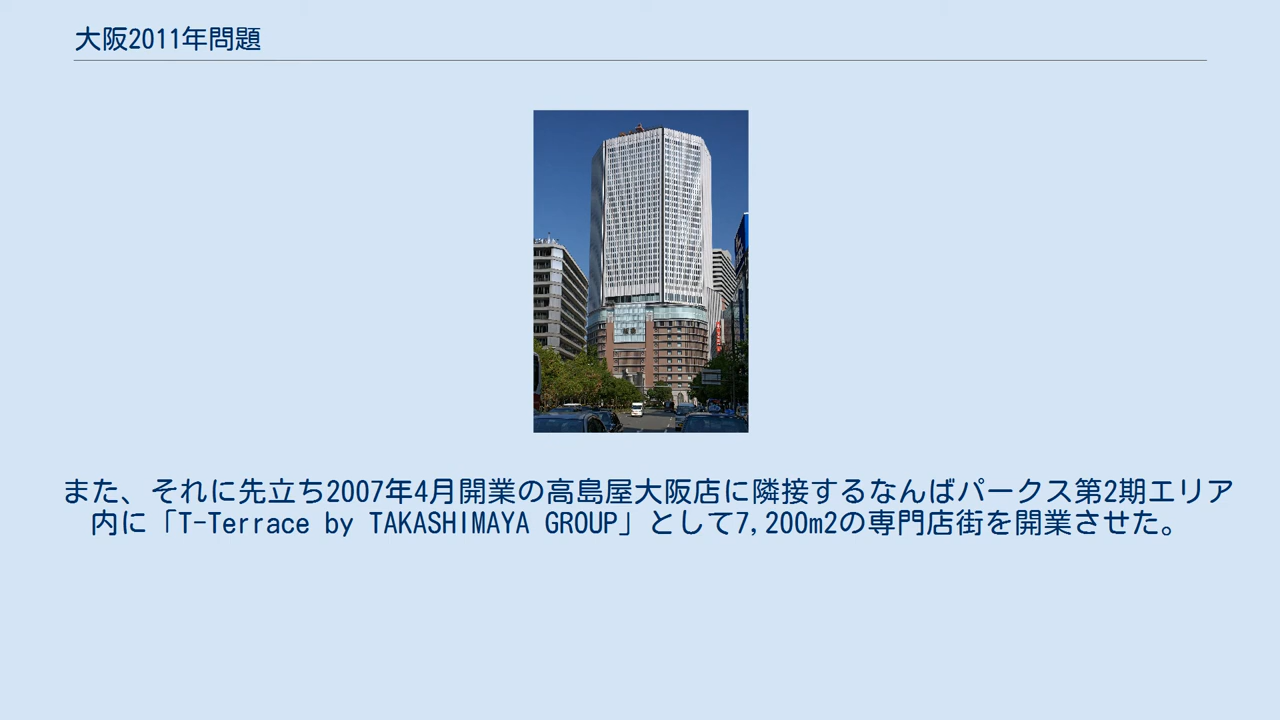 大阪2011年問題
また、それに先立ち2007年4月開業の高島屋大阪店に隣接するなんばパークス第2期エリア
内に「T-Terrace by TAKASHIMAYA GROUP」として7,200m2の専門店街を開業させた。